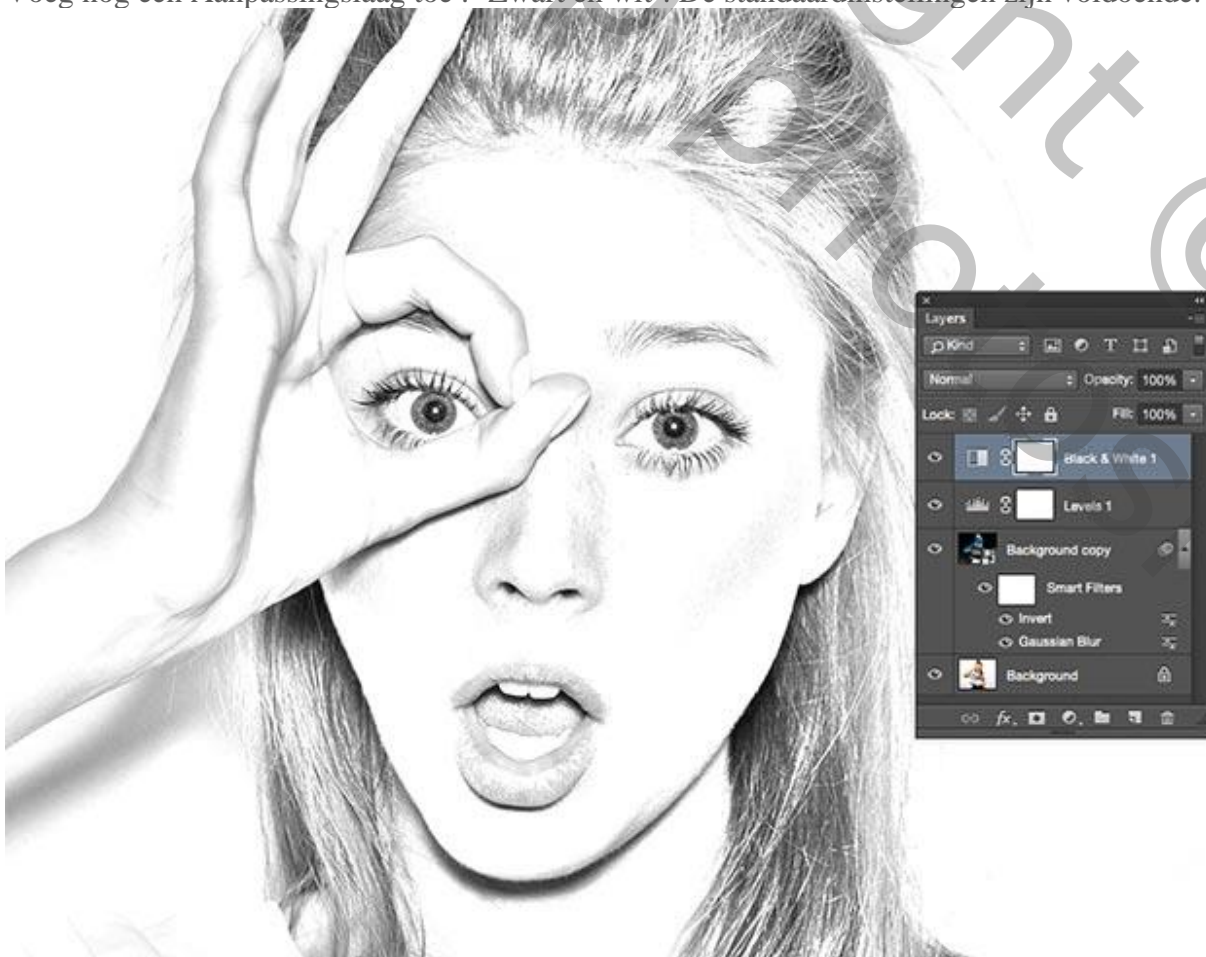 Voeg nog een Aanpassingslaag toe : 'Zwart en wit'. De standaardinstellingen zijn voldoende.
Layers
Kind
Normal Opacity: 100%
Lock: Fill: 100%
Black & White 1
Levels 1
Background copy
Smart Filters
Invert
Gaussian Blur
Background
fx.